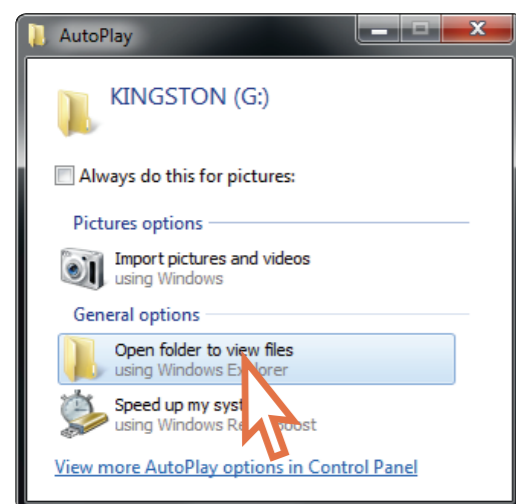 AutoPlay
KINGSTON (G:)
Always do this for pictures:
Pictures options
Import pictures and videos
using Windows
General options
Open folder to view files
using Windows Explorer
Speed up my syst
using Windows
View more AutoPlay options in Control Panel